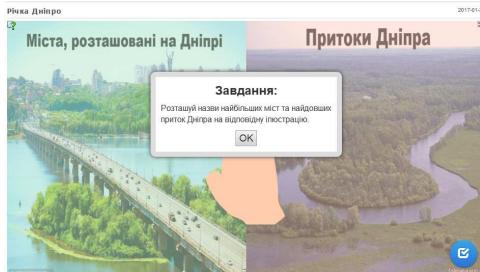 Річка Дніпро
2017-01-
Міста, розташовані на Дніпрі
Притоки Дніпра
Завдання:
Розташуй назви найбільших міст та найдовших
приток Дніпра на відповідну ілюстрацію.
OK